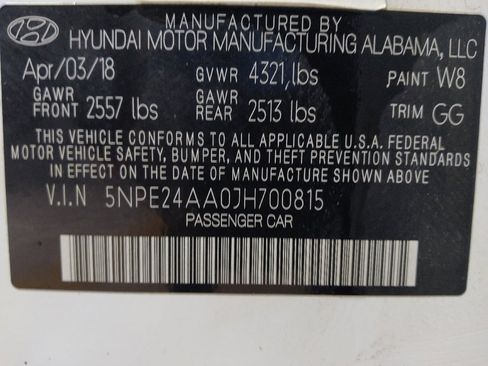 MANUFACTURED BY
HYUNDAI MOTOR MANUFACTURING ALABAMA, LLC
Apr/03/18 GVWR 4321,lbs PAINT W8
GAWR FRONT 2557 lbs GAWR REAR 2513 lbs TRIM GG
THIS VEHICLE CONFORMS TO ALL APPLICABLE U.S.A. FEDERAL
MOTOR VEHICLE SAFETY, BUMPER, AND THEFT PREVENTION STANDARDS
IN EFFECT ON THE DATE OF MANUFACTURE SHOWN ABOVE.
V.I.N 5NPE24AA0JH700815
PASSENGER CAR